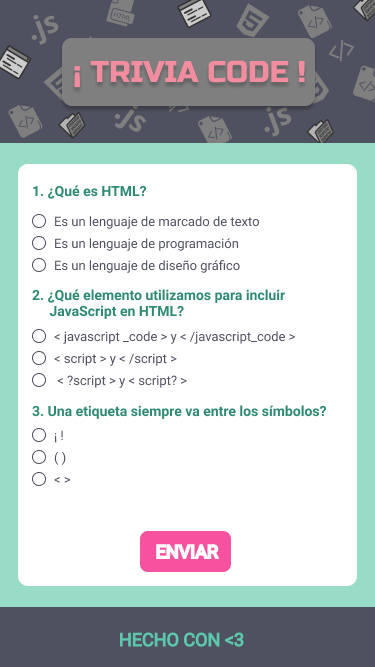 .js
HTML
.js
¡ TRIVIA CODE !
.js
.js
1. ¿Qué es HTML?
Es un lenguaje de marcado de texto
Es un lenguaje de programación
Es un lenguaje de diseño gráfico
2. ¿Qué elemento utilizamos para incluir
JavaScript en HTML?
< javascript _code > y < /javascript_code >
< script > y < /script >
< ?script > y < script? >
3. Una etiqueta siempre va entre los símbolos?
¡ !
( )
< >
ENVIAR
HECHO CON <3